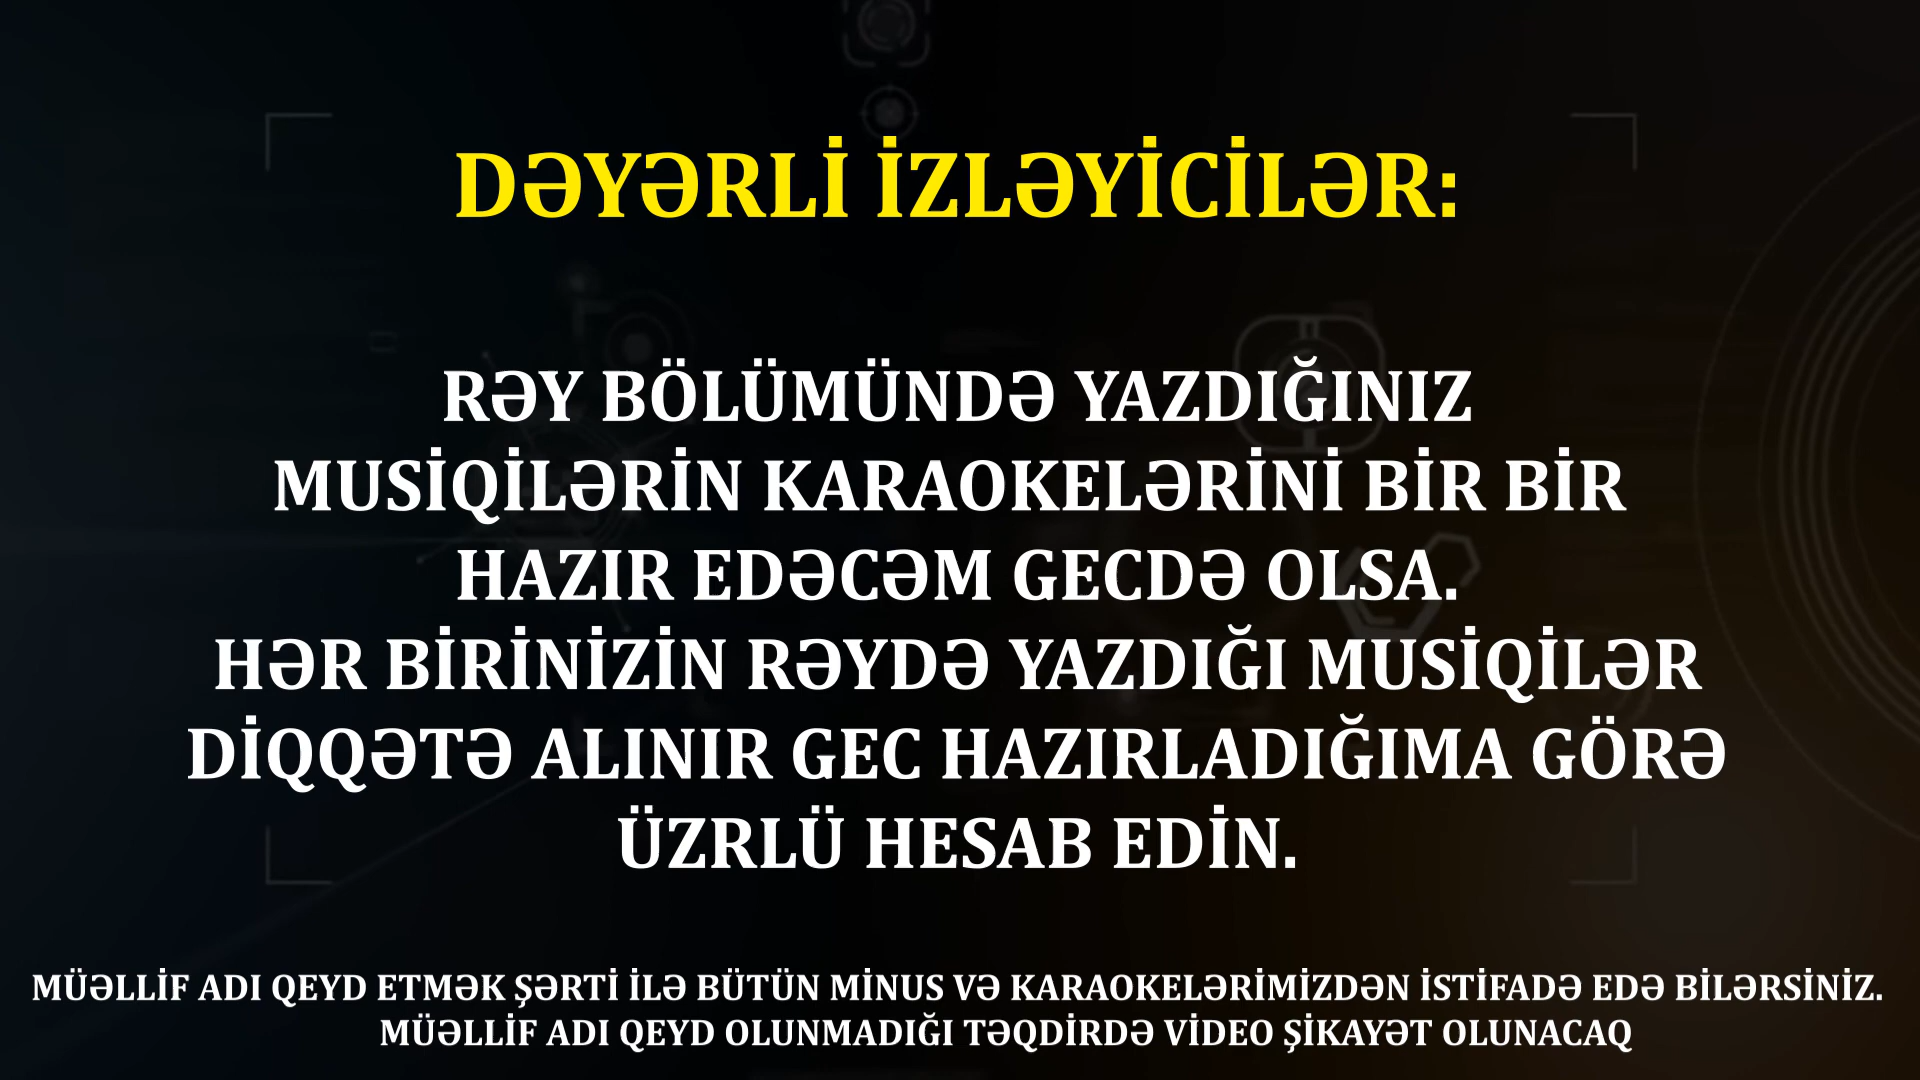 DƏYƏRLİ İZLƏYİCİLƏR:
RƏY BÖLÜMÜNDƏ YAZDIĞINIZ
MUSİQİLƏRİN KARAOKELƏRİNİ BİR BİR
HAZIR EDƏCƏM GECDƏ OLSA.
HƏR BİRİNİZİN RƏYDƏ YAZDIĞI MUSİQİLƏR
DİQQƏTƏ ALINIR GEC HAZIRLADIĞIMA GÖRƏ
ÜZRLÜ HESAB EDİN.
MÜƏLLİF ADI QEYD ETMƏK ŞƏRTİ İLƏ BÜTÜN MİNUS VƏ KARAOKELƏRİMİZDƏN İSTİFADƏ EDƏ BİLƏRSİNİZ.
MÜƏLLİF ADI QEYD OLUNMADIĞI TƏQDİRDƏ VİDEO ŞİKAYƏT OLUNACAQ